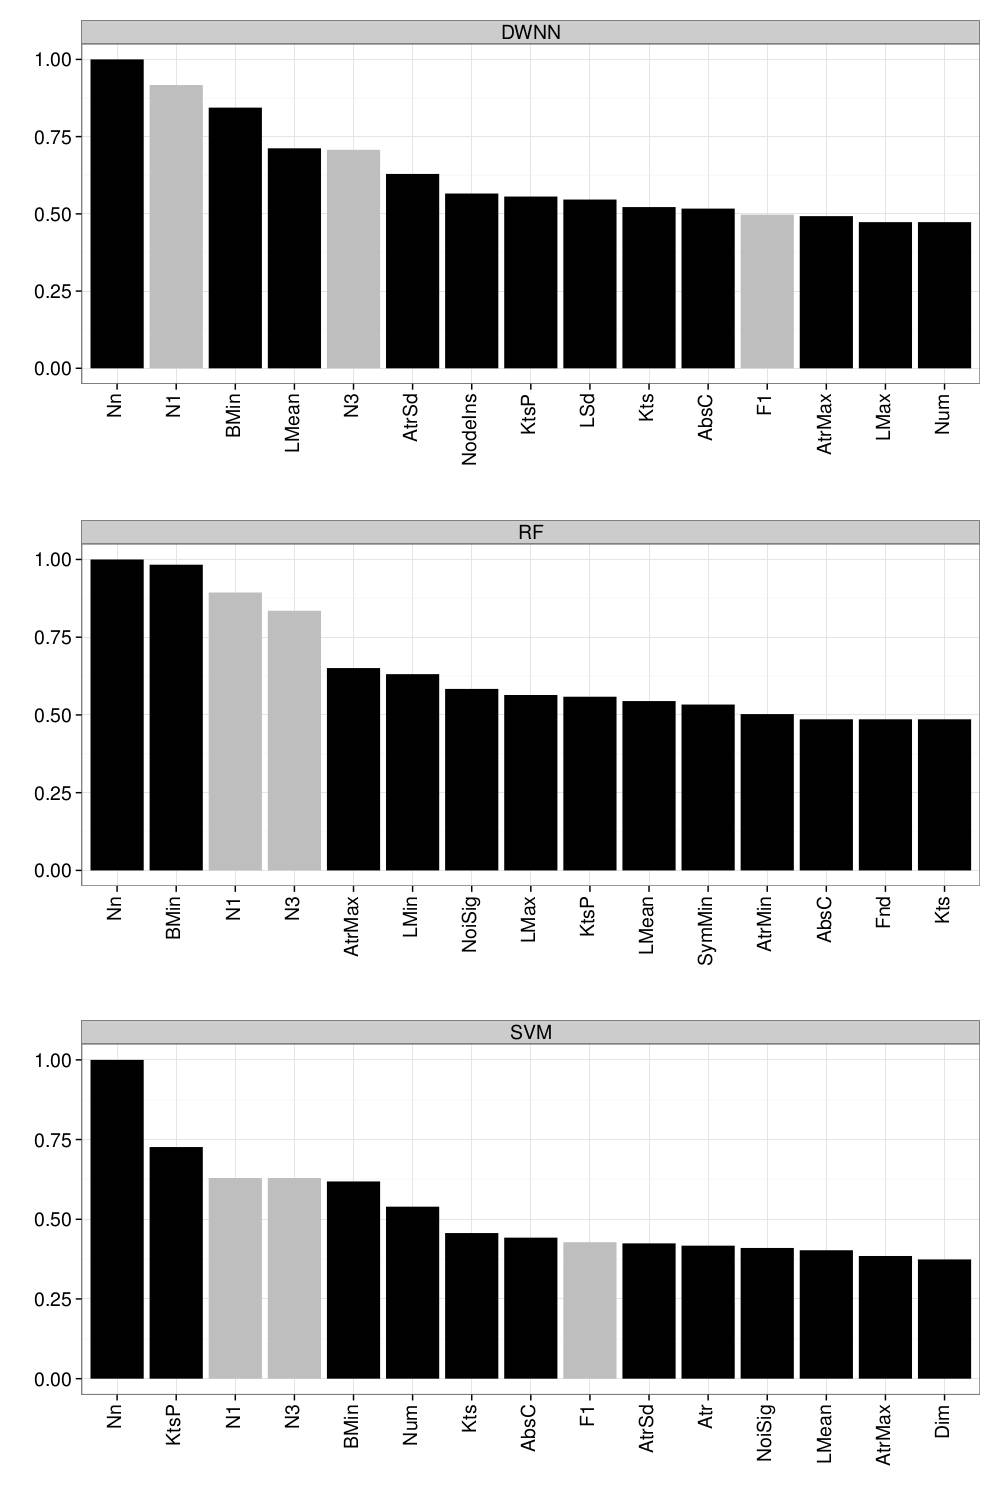 DWNN
1.00
0.75
0.50
0.25
0.00
Nn N1 BMin LMean N3 AtrSd NodeIns KtsP LSd Kts AbsC F1 AtrMax LMax Num
RF
1.00
0.75
0.50
0.25
0.00
Nn BMin N1 N3 AtrMax LMin NoiSig LMax KtsP LMean SymMin AtrMin AbsC Fnd Kts
SVM
1.00
0.75
0.50
0.25
0.00
Nn KtsP N1 N3 BMin Num Kts AbsC F1 AtrSd Atr NoiSig LMean AtrMax Dim